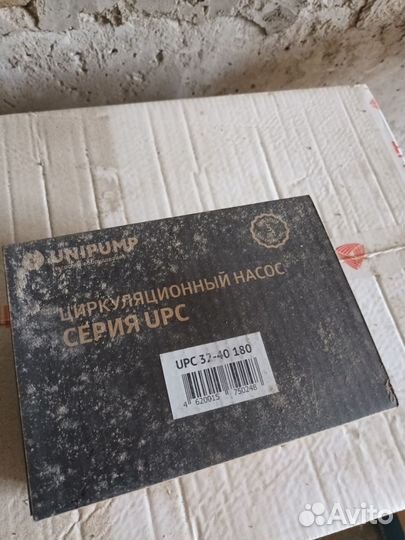 UNIPUMP
ЦИРКУЛЯЦИОННЫЙ НАСОС
СЕРИЯ UPC
UPC 32-40 180
4 620015 750248
Avito